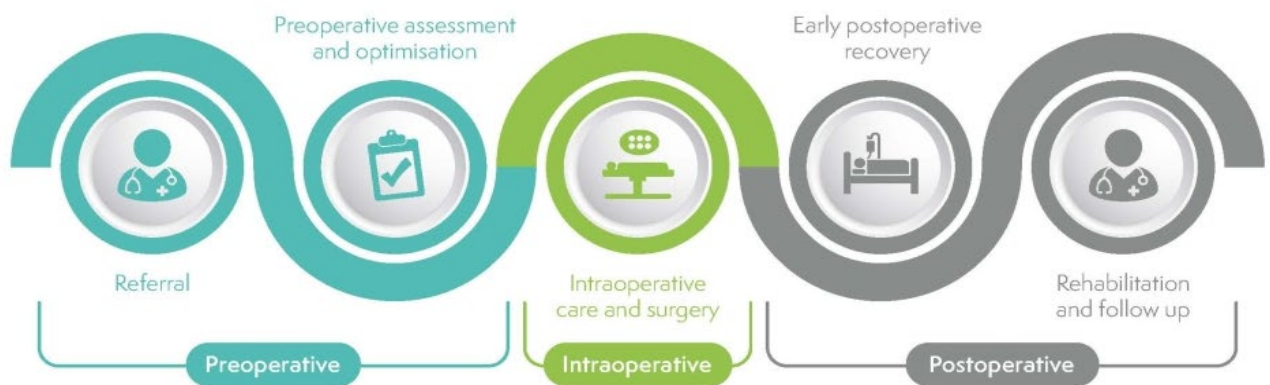 Preoperative assessment
and optimisation
Early postoperative
recovery
Referral
Intraoperative
care and surgery
Rehabilitation
and follow up
Preoperative
Intraoperative
Postoperative